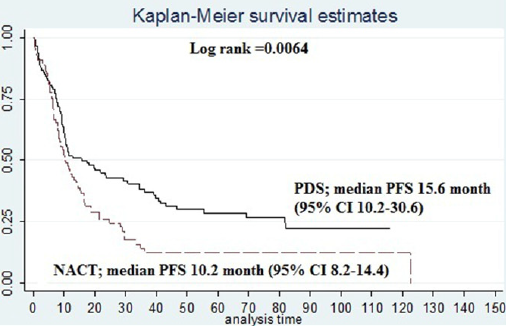 Kaplan-Meier survival estimates
Log rank =0.0064
1.00
0.75
0.50
0.25
0.00
PDS; median PFS 15.6 month
(95% CI 10.2-30.6)
NACT; median PFS 10.2 month (95% CI 8.2-14.4)
0 10 20 30 40 50 60 70 80 90 100 110 120 130 140 150
analysis time